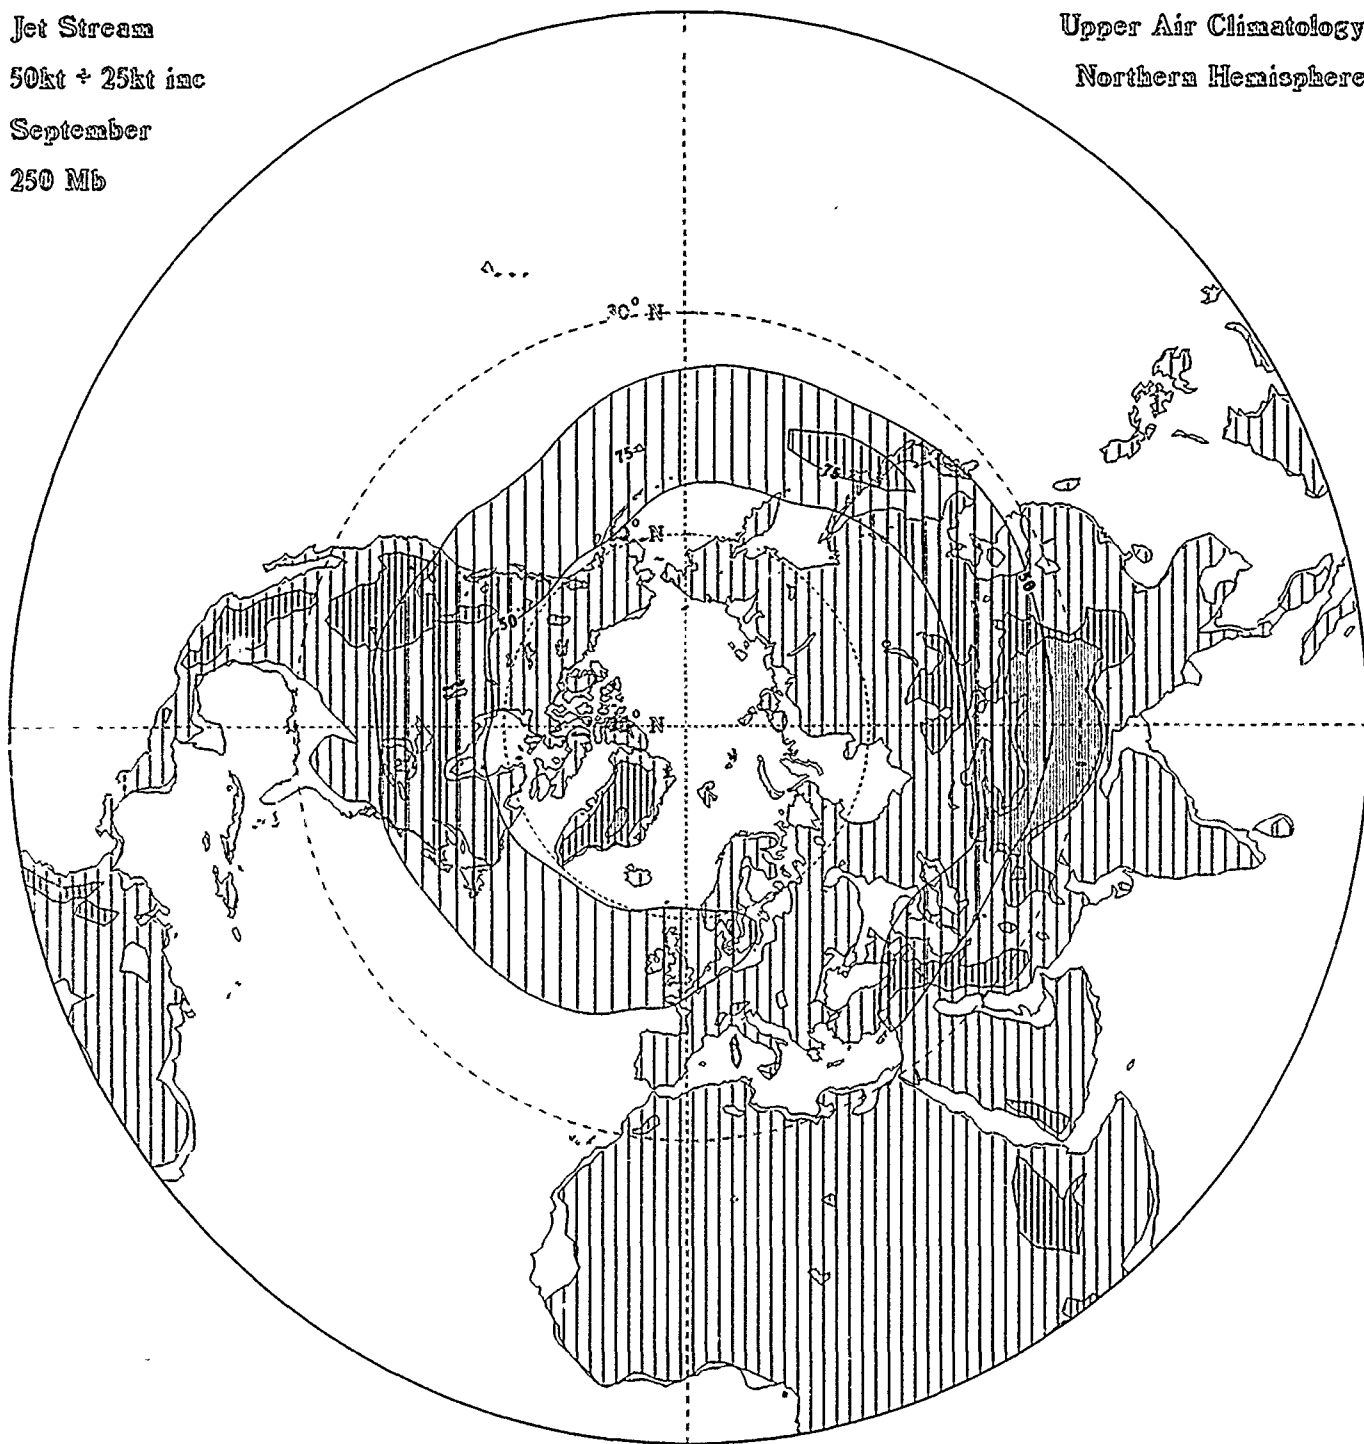 Jet Stream
50kt + 25kt inc
September
250 Mb
Upper Air Climatology
Northern Hemisphere
30° N
75
75
° N
50
50
° N